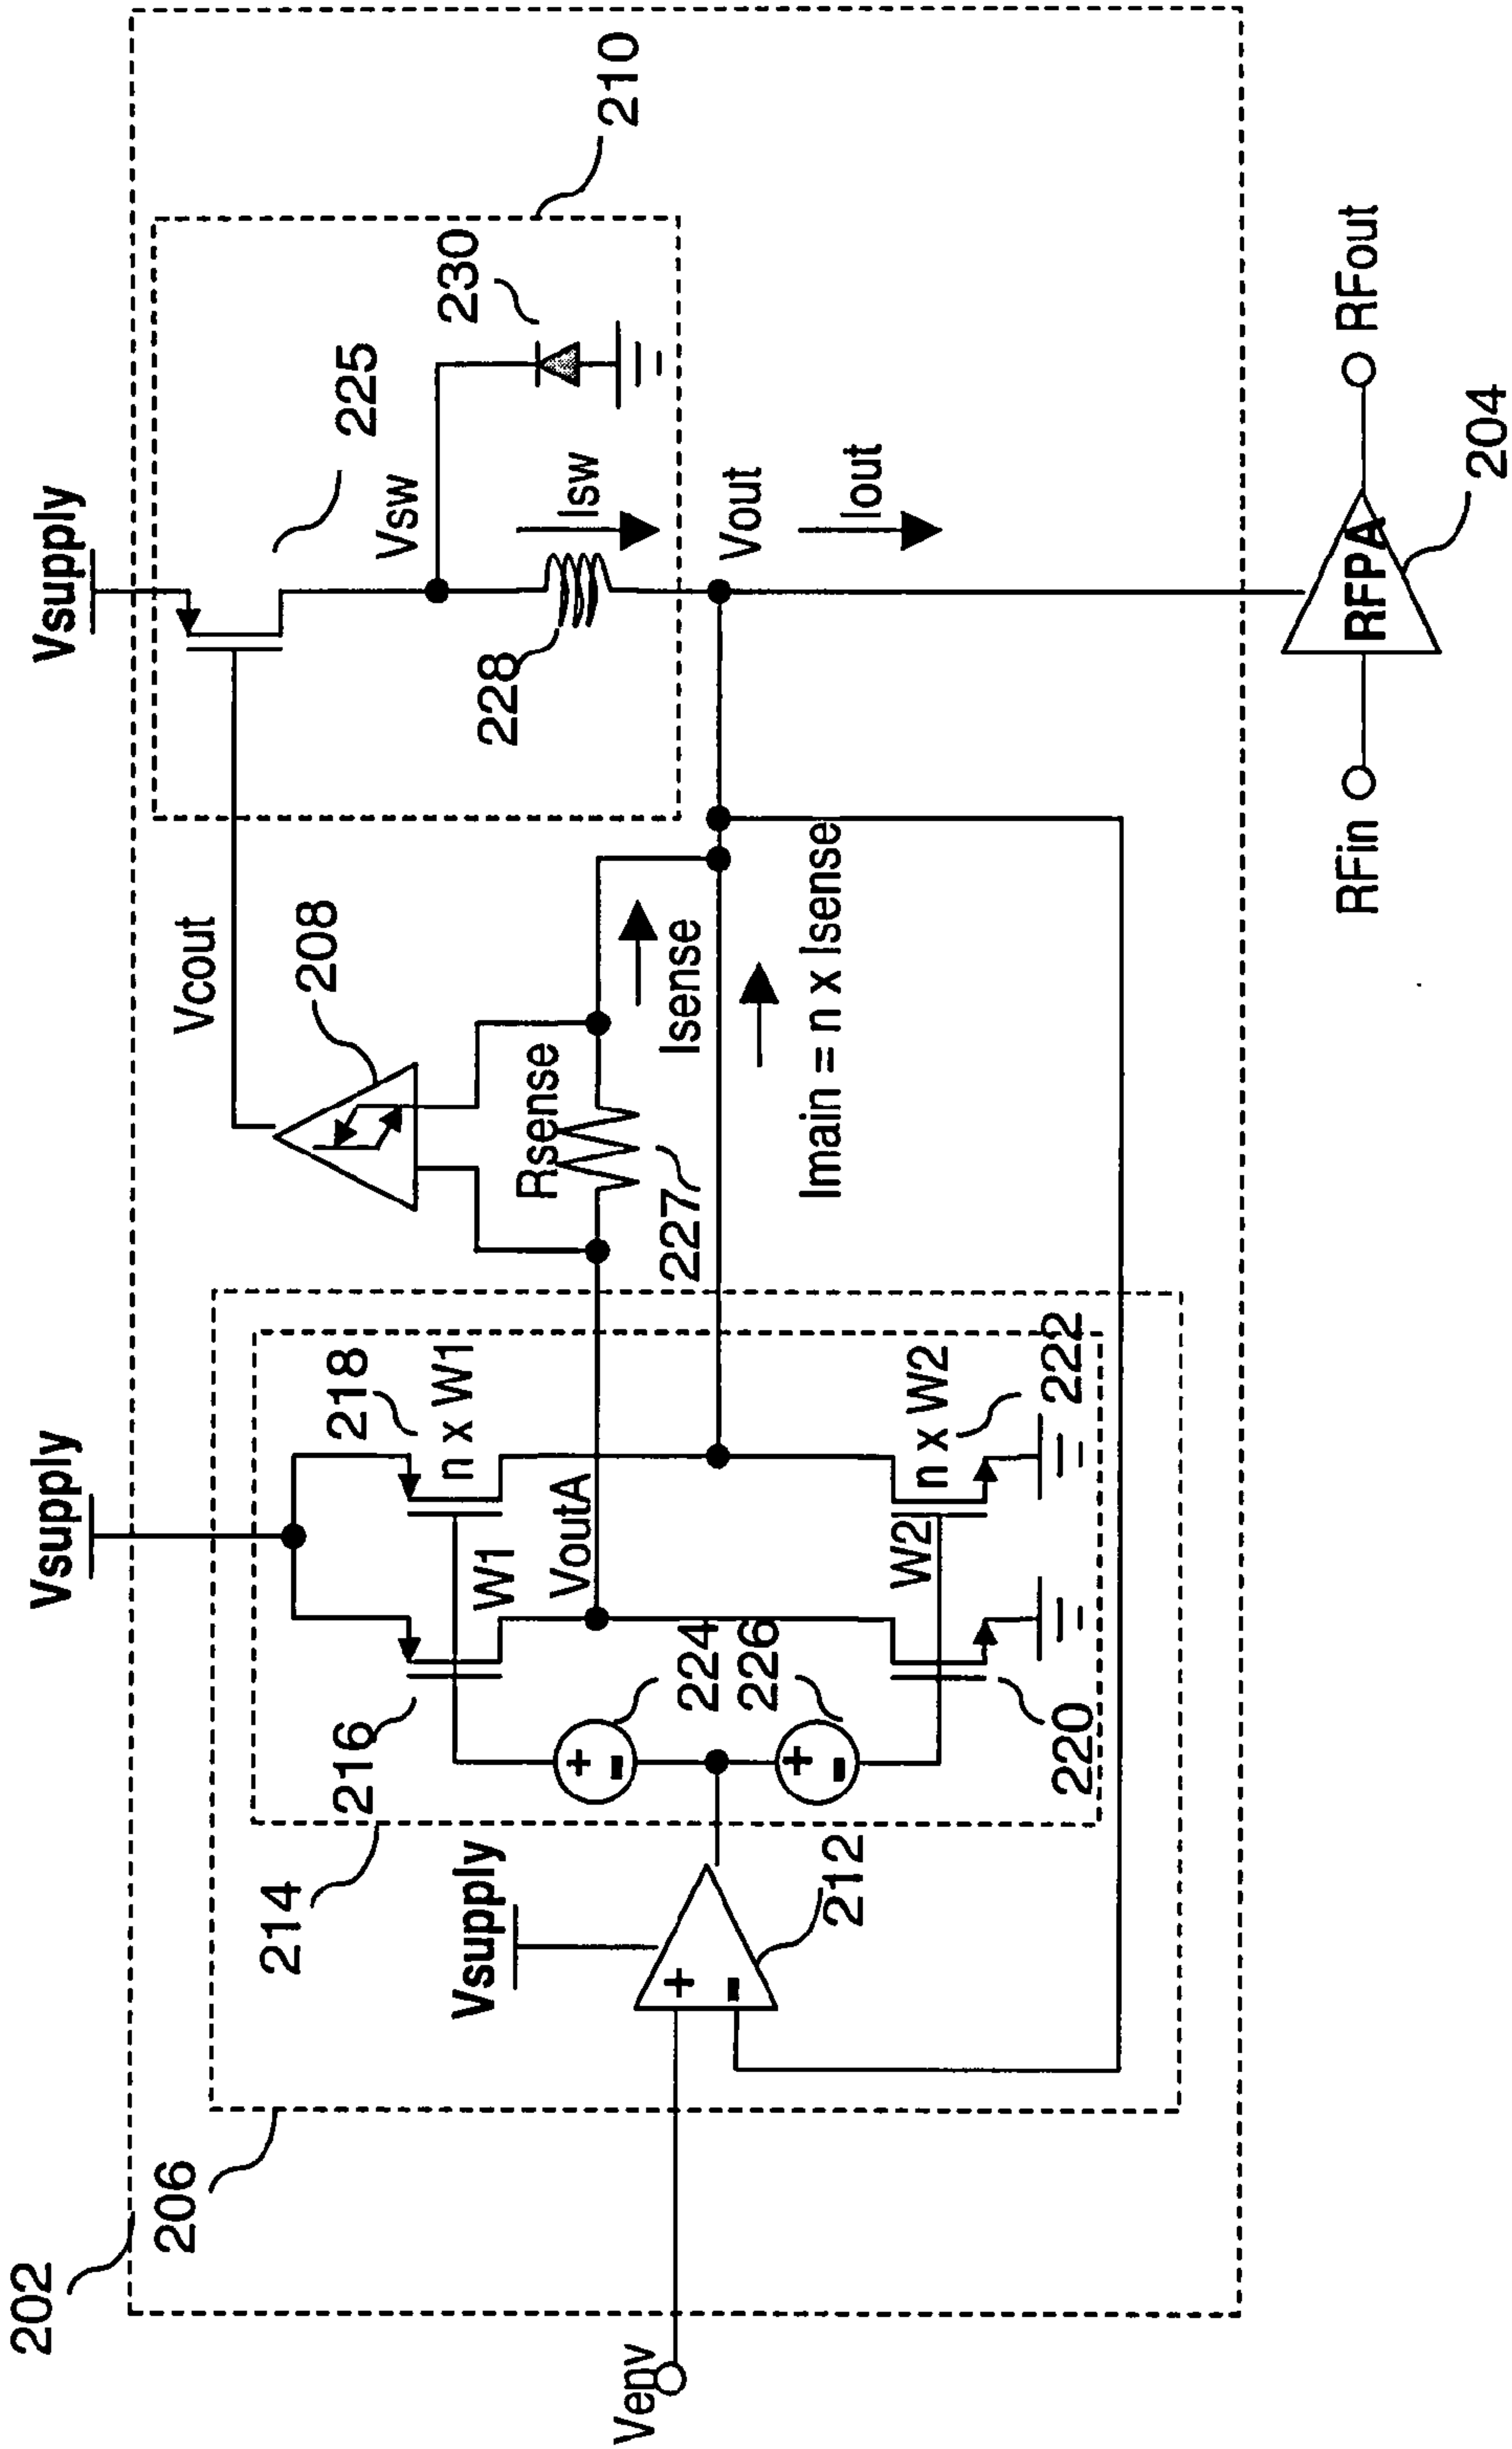 202
206
Venv
Vsupply
Vsupply
Vsupply
214
216
218
n x W1
W1
VoutA
224
226
W2
n x W2
222
220
212
+
-
+
-
+
-
Vcout
208
Rsense
227
Isense
Imain = n x Isense
225
Vsw
230
210
228
Isw
Vout
Iout
RFin
RFPA
RFout
204